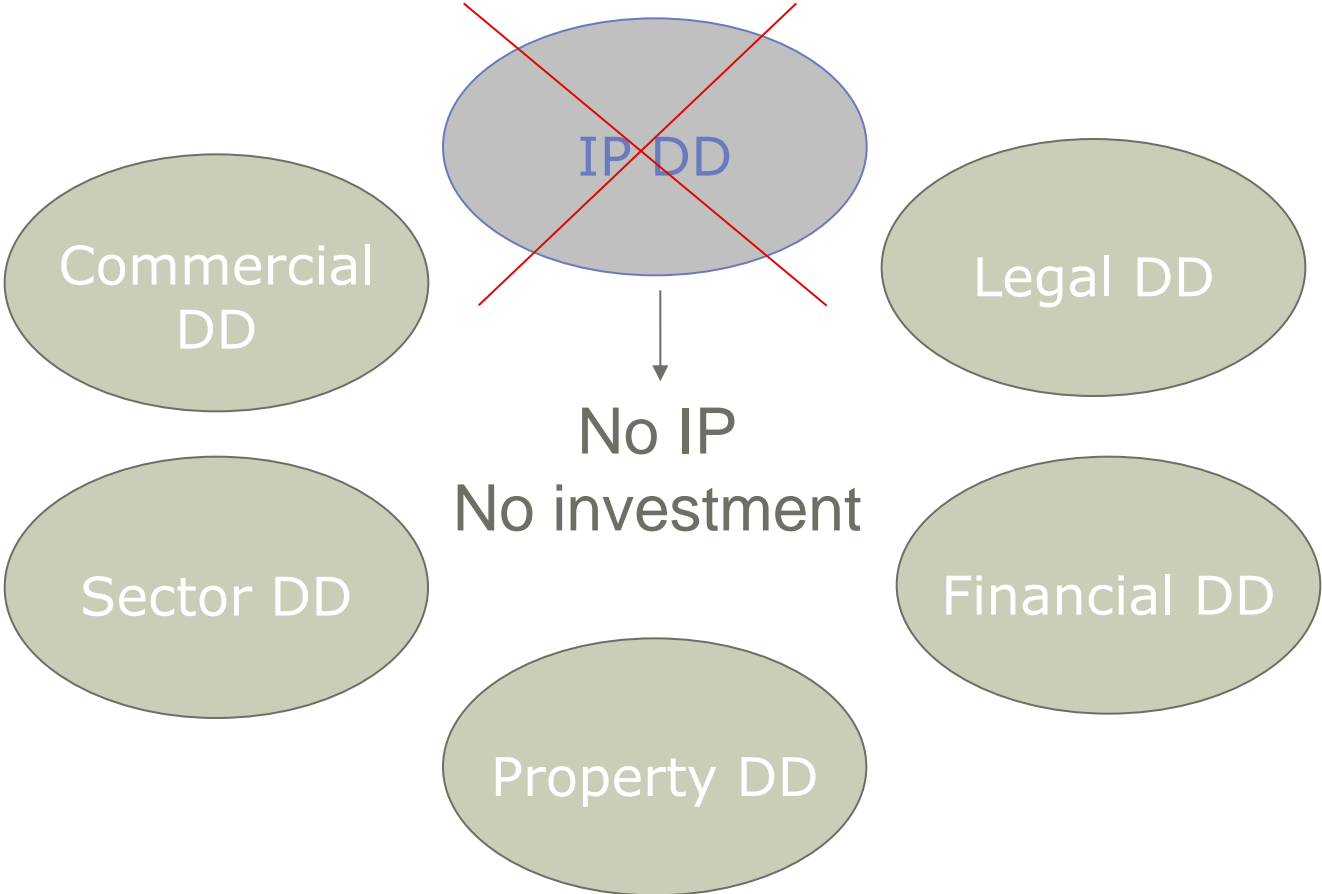 IP DD
Commercial
DD
Legal DD
No IP
No investment
Sector DD
Financial DD
Property DD